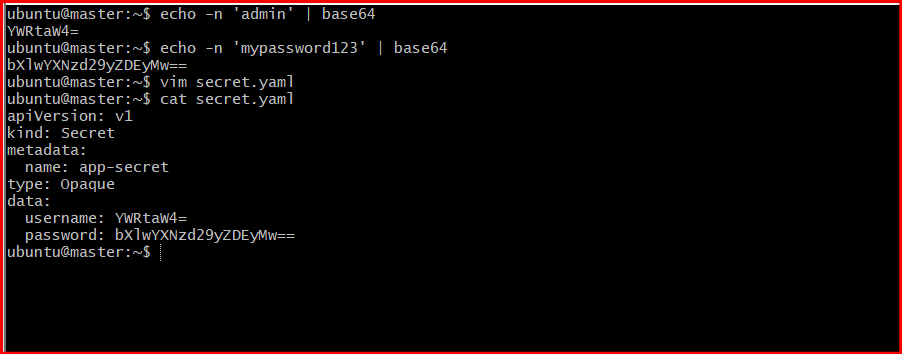 ubuntu@master:~$ echo -n 'admin' | base64
YWRtaW4=
ubuntu@master:~$ echo -n 'mypassword123' | base64
bXlwYXNzd29yZDEyMw==
ubuntu@master:~$ vim secret.yaml
ubuntu@master:~$ cat secret.yaml
apiVersion: v1
kind: Secret
metadata:
  name: app-secret
type: Opaque
data:
  username: YWRtaW4=
  password: bXlwYXNzd29yZDEyMw==
ubuntu@master:~$